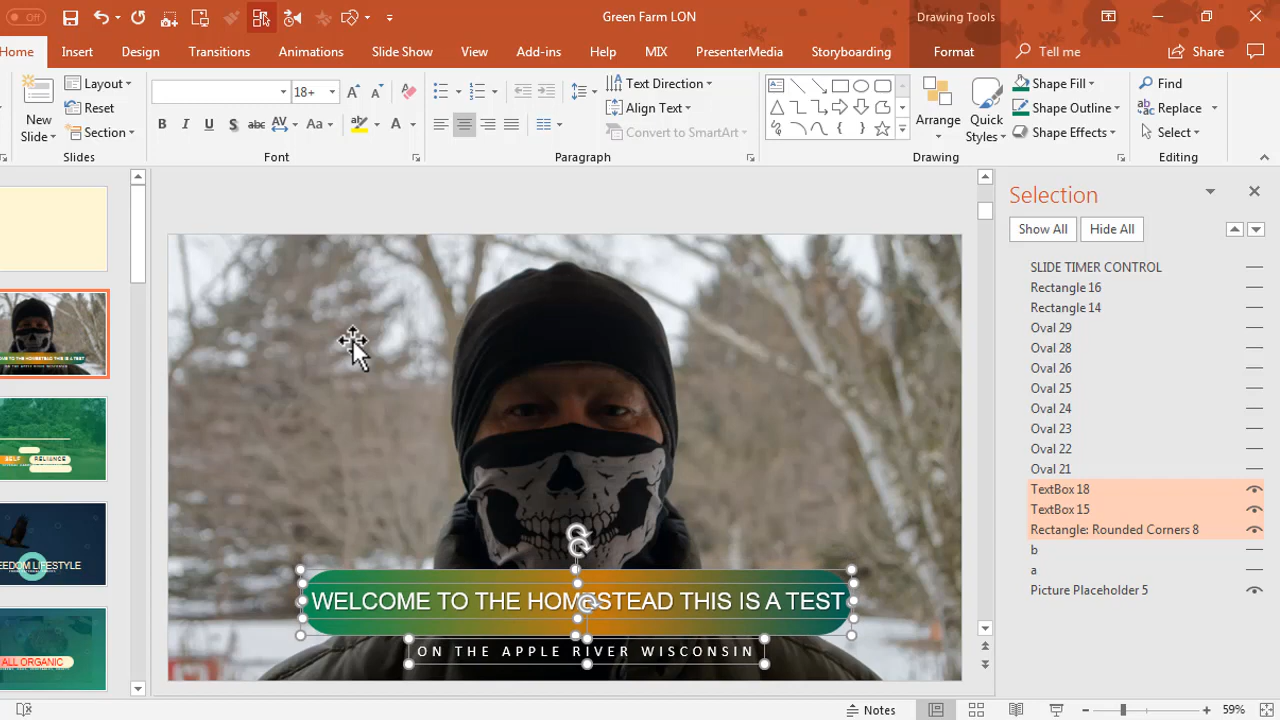 Off
Green Farm LON
Drawing Tools
Home
Insert
Design
Transitions
Animations
Slide Show
View
Add-ins
Help
MIX
PresenterMedia
Storyboarding
Format
Tell me
Share
New Slide
Layout
Reset
Section
Slides
18+
B I U S abc AV Aa
A
Font
Text Direction
Align Text
Convert to SmartArt
Paragraph
Arrange
Quick Styles
Shape Fill
Shape Outline
Shape Effects
Drawing
Find
Replace
Select
Editing
Selection
Show All
Hide All
SLIDE TIMER CONTROL
Rectangle 16
Rectangle 14
Oval 29
Oval 28
Oval 26
Oval 25
Oval 24
Oval 23
Oval 22
Oval 21
TextBox 18
TextBox 15
Rectangle: Rounded Corners 8
b
a
Picture Placeholder 5
WELCOME TO THE HOMESTEAD THIS IS A TEST
ON THE APPLE RIVER WISCONSIN
SELF RELIANCE
EEDOM LIFESTYLE
ALL ORGANIC
Notes
59%